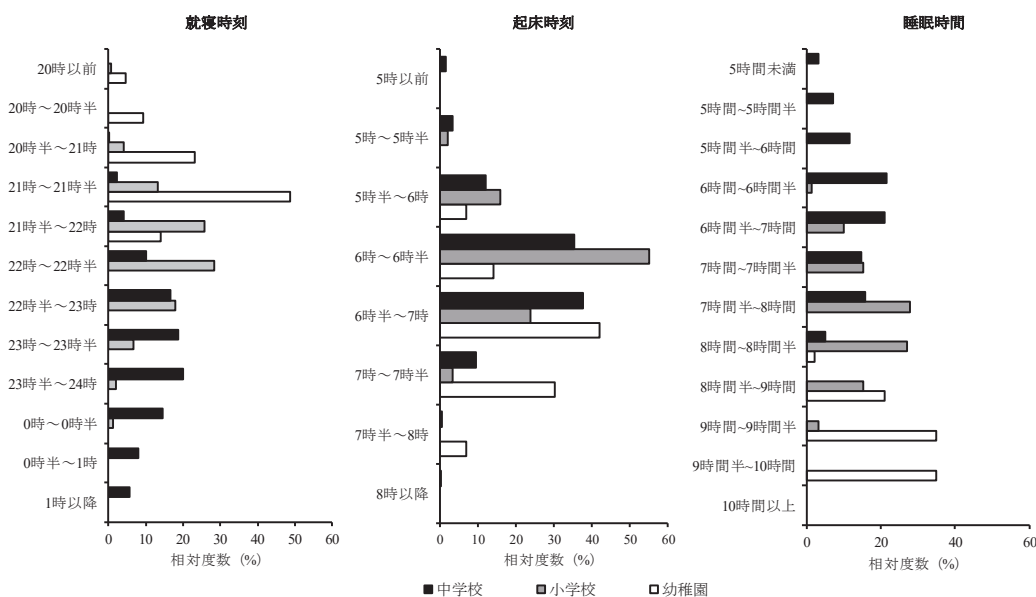 就寝時刻
20時以前
20時～20時半
20時半～21時
21時～21時半
21時半～22時
22時～22時半
22時半～23時
23時～23時半
23時半～24時
0時～0時半
0時半～1時
1時以降
0 10 20 30 40 50 60
相対度数 (%)
起床時刻
5時以前
5時～5時半
5時半～6時
6時～6時半
6時半～7時
7時～7時半
7時半～8時
8時以降
0 10 20 30 40 50 60
相対度数 (%)
睡眠時間
5時間未満
5時間~5時間半
5時間半~6時間
6時間~6時間半
6時間半~7時間
7時間~7時間半
7時間半~8時間
8時間~8時間半
8時間半~9時間
9時間~9時間半
9時間半~10時間
10時間以上
0 20 40 60
相対度数 (%)
中学校 小学校 幼稚園